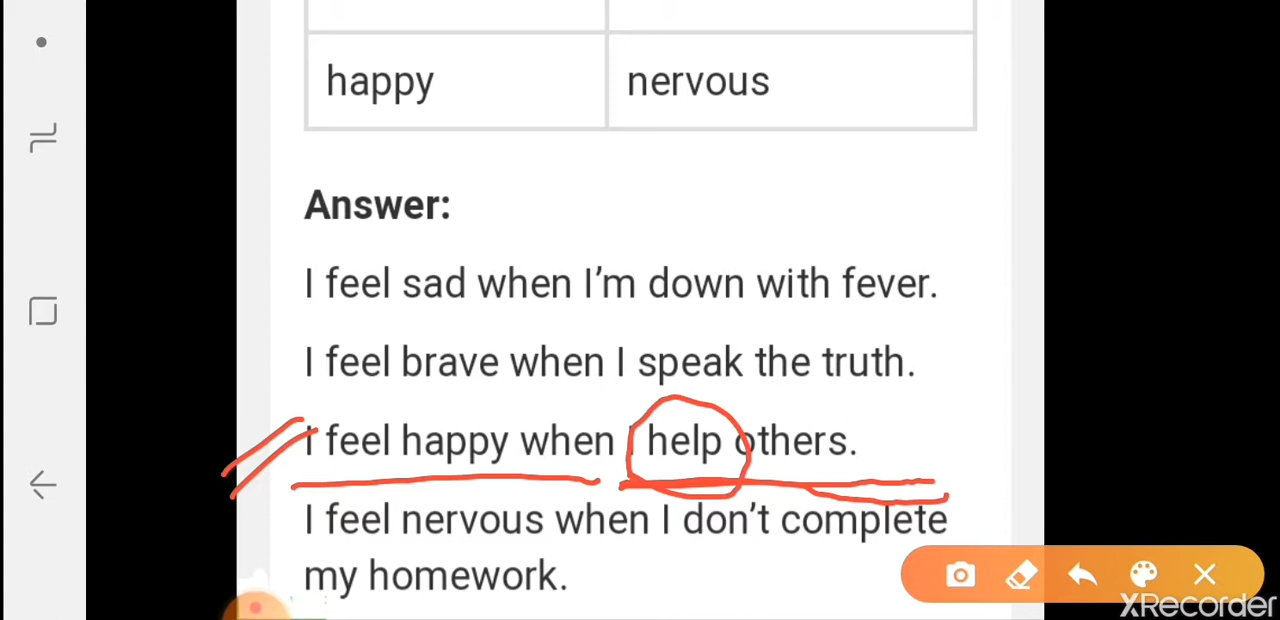 happy nervous
Answer:
I feel sad when I’m down with fever.
I feel brave when I speak the truth.
I feel happy when I help others.
I feel nervous when I don’t complete
my homework.
XRecorder